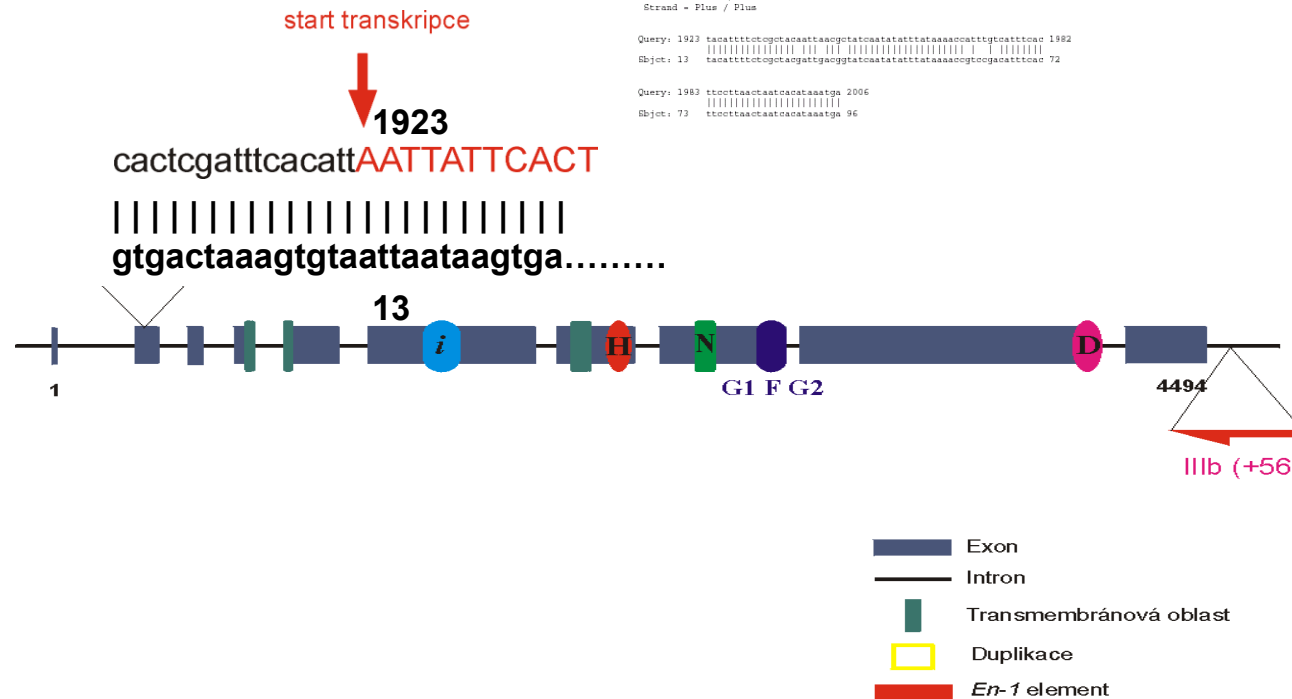 start transkripce
Strand = Plus / Plus
Query: 1923 tacattttctcgctacaattaacgctatcaatatatttataaaaccatttgtcatttcac 1982
||||||||||||||||| ||| ||| |||||||||||||||||||||| | | ||||||||
Sbjct: 13 tacattttctcgctacgattgacggtatcaatatatttataaaaccgtccgacatttcac 72
Query: 1983 ttccttaactaatcacataaatga 2006
||||||||||||||||||||||||
Sbjct: 73 ttccttaactaatcacataaatga 96
1923
cactcgatttcacattAATTATTCACT
| | | | | | | | | | | | | | | | | | | | | | | |
gtgactaaagtgtaattaataagtga.........
13
i
H
N
D
1
G1 F G2
4494
IIIb (+56
Exon
Intron
Transmembránová oblast
Duplikace
En-1 element